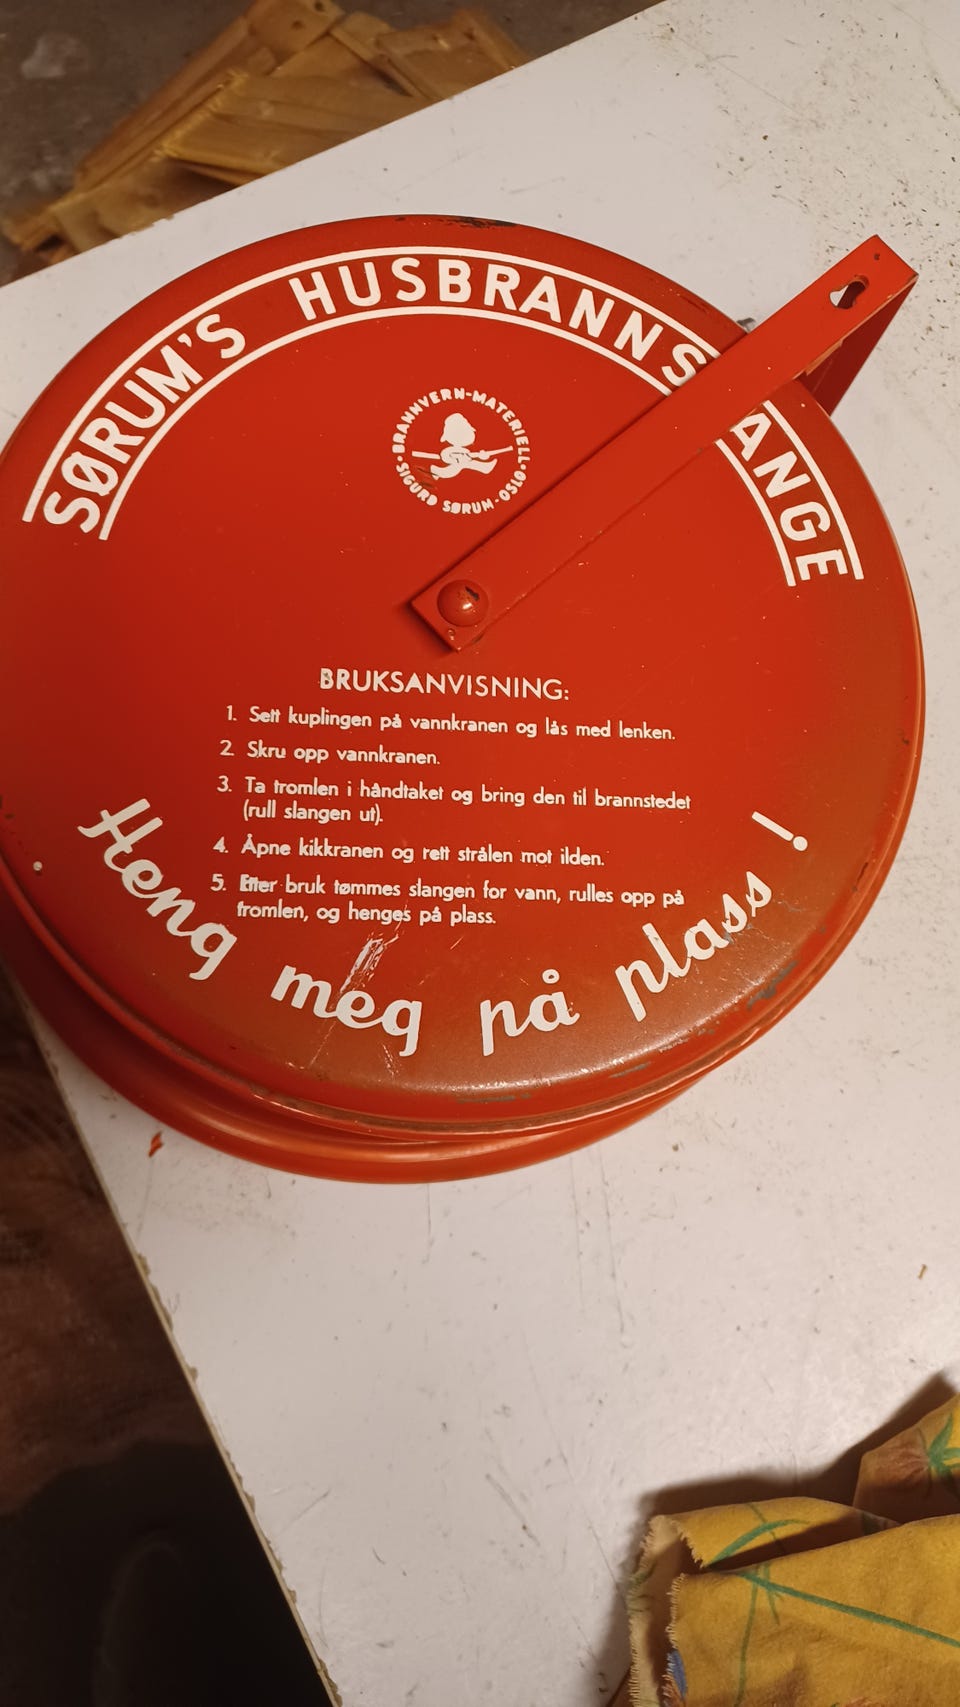 SØRUM'S HUSBRANNS ANGE
BRANNVERN-MATERIELL
SIGURD SØRUM-OSLO
BRUKSANVISNING:
1. Sett kuplingen på vannkranen og lås med lenken.
2. Skru opp vannkranen.
3. Ta tromlen i håndtaket og bring den til brannstedet
(rull slangen ut).
4. Åpne kikkranen og rett strålen mot ilden.
5. Etter bruk tømmes slangen for vann, rulles opp på
tromlen, og henges på plass.
Heng meg på plass!